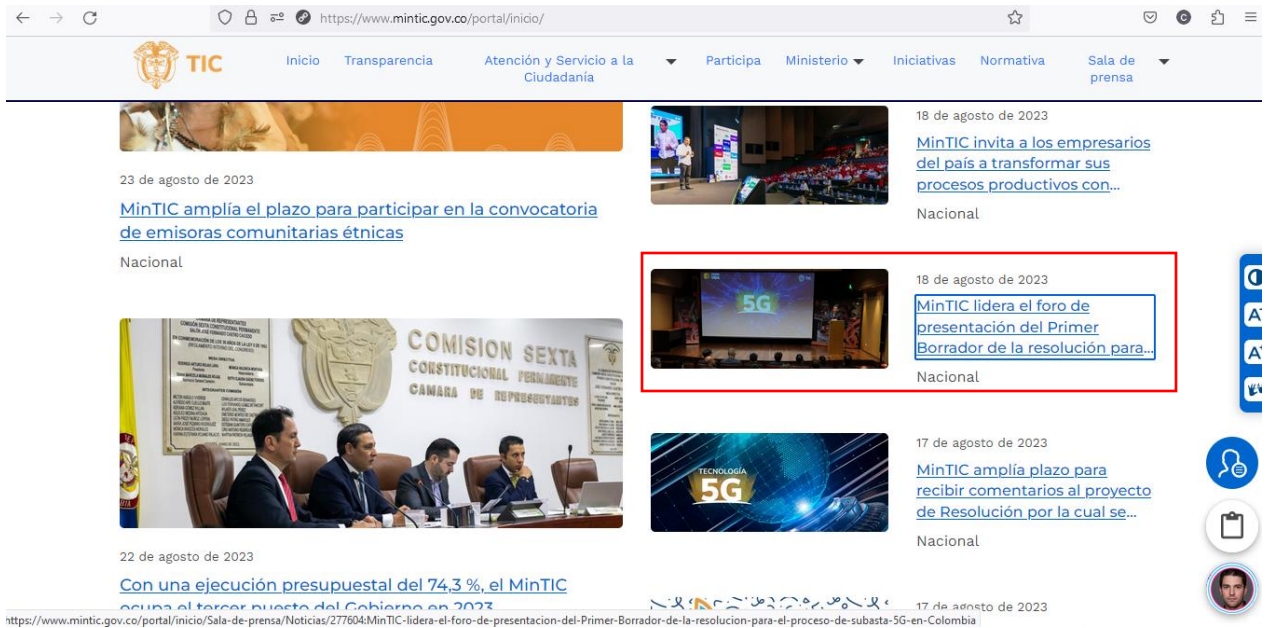 https://www.mintic.gov.co/portal/inicio/
TIC
Inicio
Transparencia
Atención y Servicio a la
Ciudadanía
Participa
Ministerio
Iniciativas
Normativa
Sala de
prensa
23 de agosto de 2023
MinTIC amplía el plazo para participar en la convocatoria
de emisoras comunitarias étnicas
Nacional
COMISION SEXTA
CONSTITUCIONAL PERMANENTE
CAMARA DE REPRESENTANTES
22 de agosto de 2023
Con una ejecución presupuestal del 74,3 %, el MinTIC
ocupa el tercer puesto del Gobierno en 2023
18 de agosto de 2023
MinTIC invita a los empresarios
del país a transformar sus
procesos productivos con...
Nacional
5G
18 de agosto de 2023
MinTIC lidera el foro de
presentación del Primer
Borrador de la resolución para...
Nacional
TECNOLOGÍA
5G
17 de agosto de 2023
MinTIC amplía plazo para
recibir comentarios al proyecto
de Resolución por la cual se...
Nacional
17 de agosto de 2023
https://www.mintic.gov.co/portal/inicio/Sala-de-prensa/Noticias/277604:MinTIC-lidera-el-foro-de-presentacion-del-Primer-Borrador-de-la-resolucion-para-el-proceso-de-subasta-5G-en-Colombia